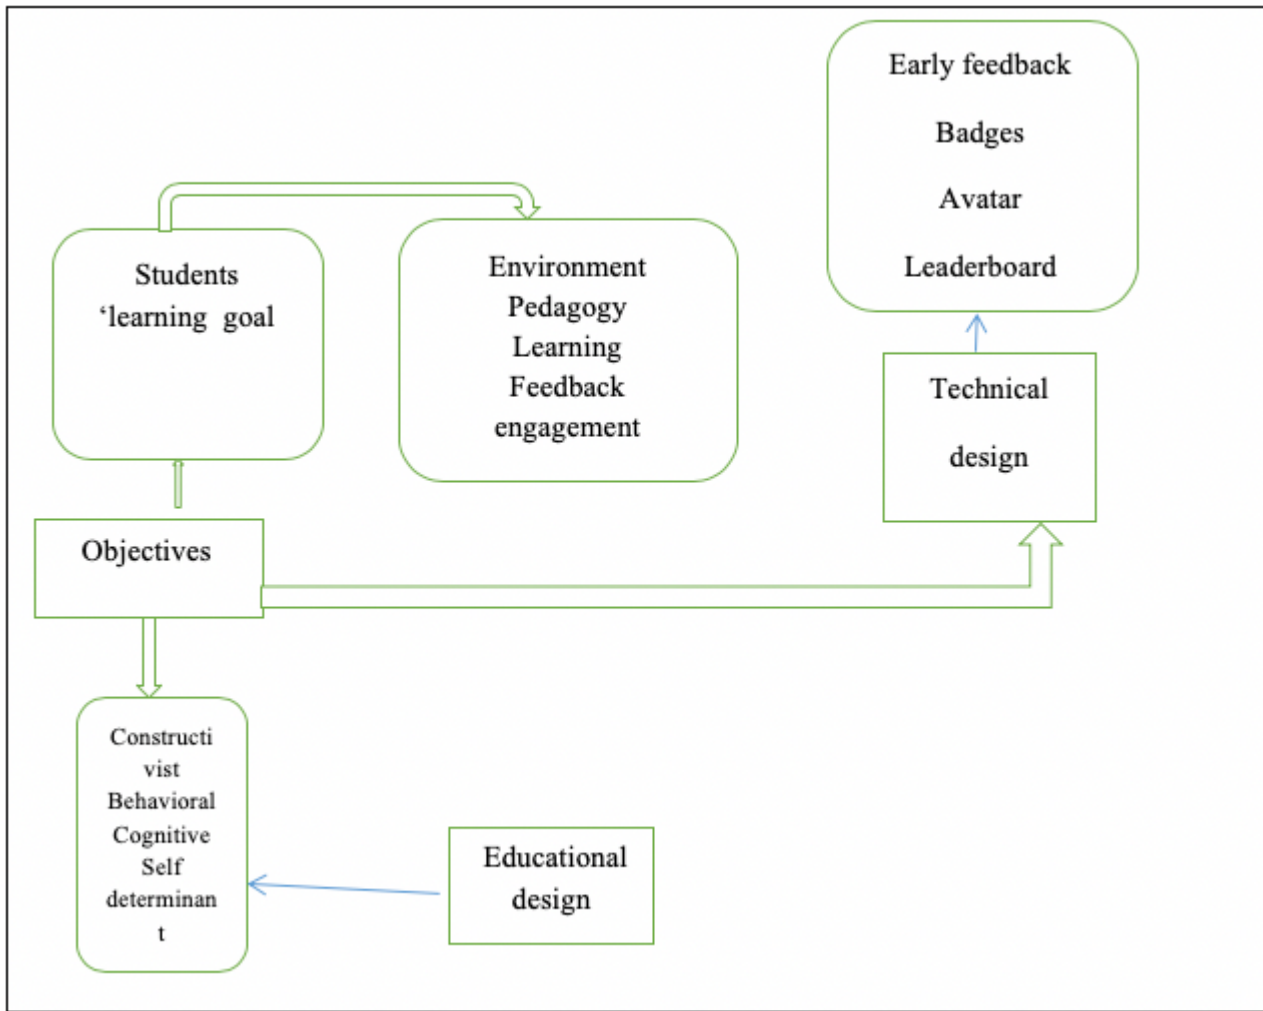 Early feedback
Badges
Avatar
Leaderboard
Students
‘learning goal
Environment
Pedagogy
Learning
Feedback
engagement
Technical
design
Objectives
Constructi
vist
Behavioral
Cognitive
Self
determinan
t
Educational
design